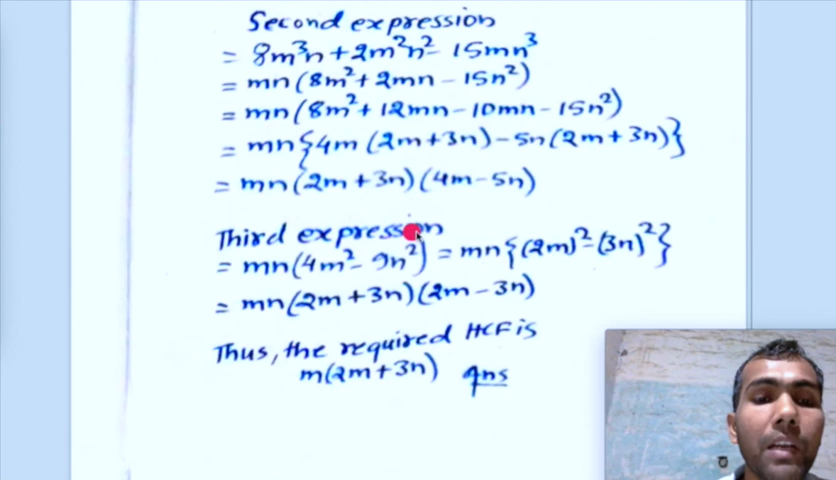 Second expression
= 8m³n + 2m²n² - 15mn³
= mn(8m² + 2mn - 15n²)
= mn(8m² + 12mn - 10mn - 15n²)
= mn{4m(2m+3n) - 5n(2m+3n)}
= mn(2m+3n)(4m-5n)
Third expression
= mn(4m² - 9n²) = mn{(2m)² - (3n)²}
= mn(2m+3n)(2m-3n)
Thus, the required HCF is
m(2m+3n) Ans